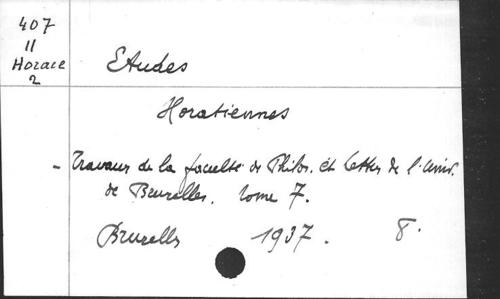 407
11
Horace
2
Etudes
Horatiennes
- Travaux de la faculté de Philos. et Lettres de l'Univ.
de Bruxelles. tome 7.
Bruxelles 1937. 8.